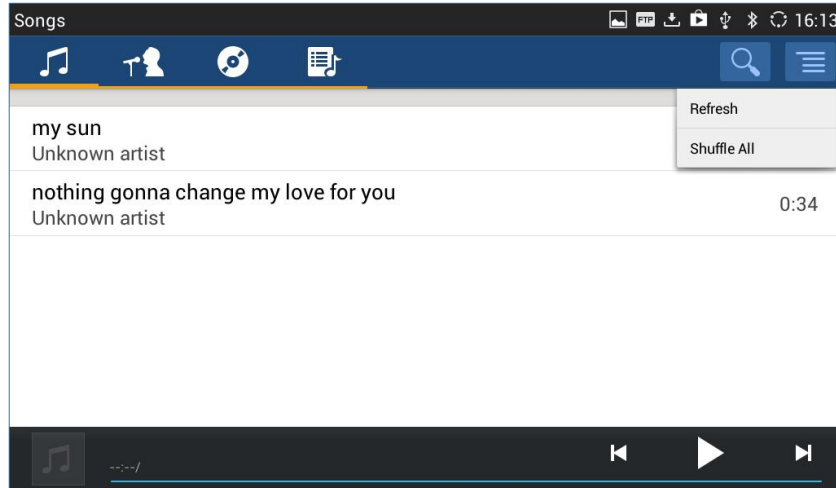 Songs
FTP
16:13
Refresh
Shuffle All
my sun
Unknown artist
nothing gonna change my love for you
Unknown artist
0:34
--:--/